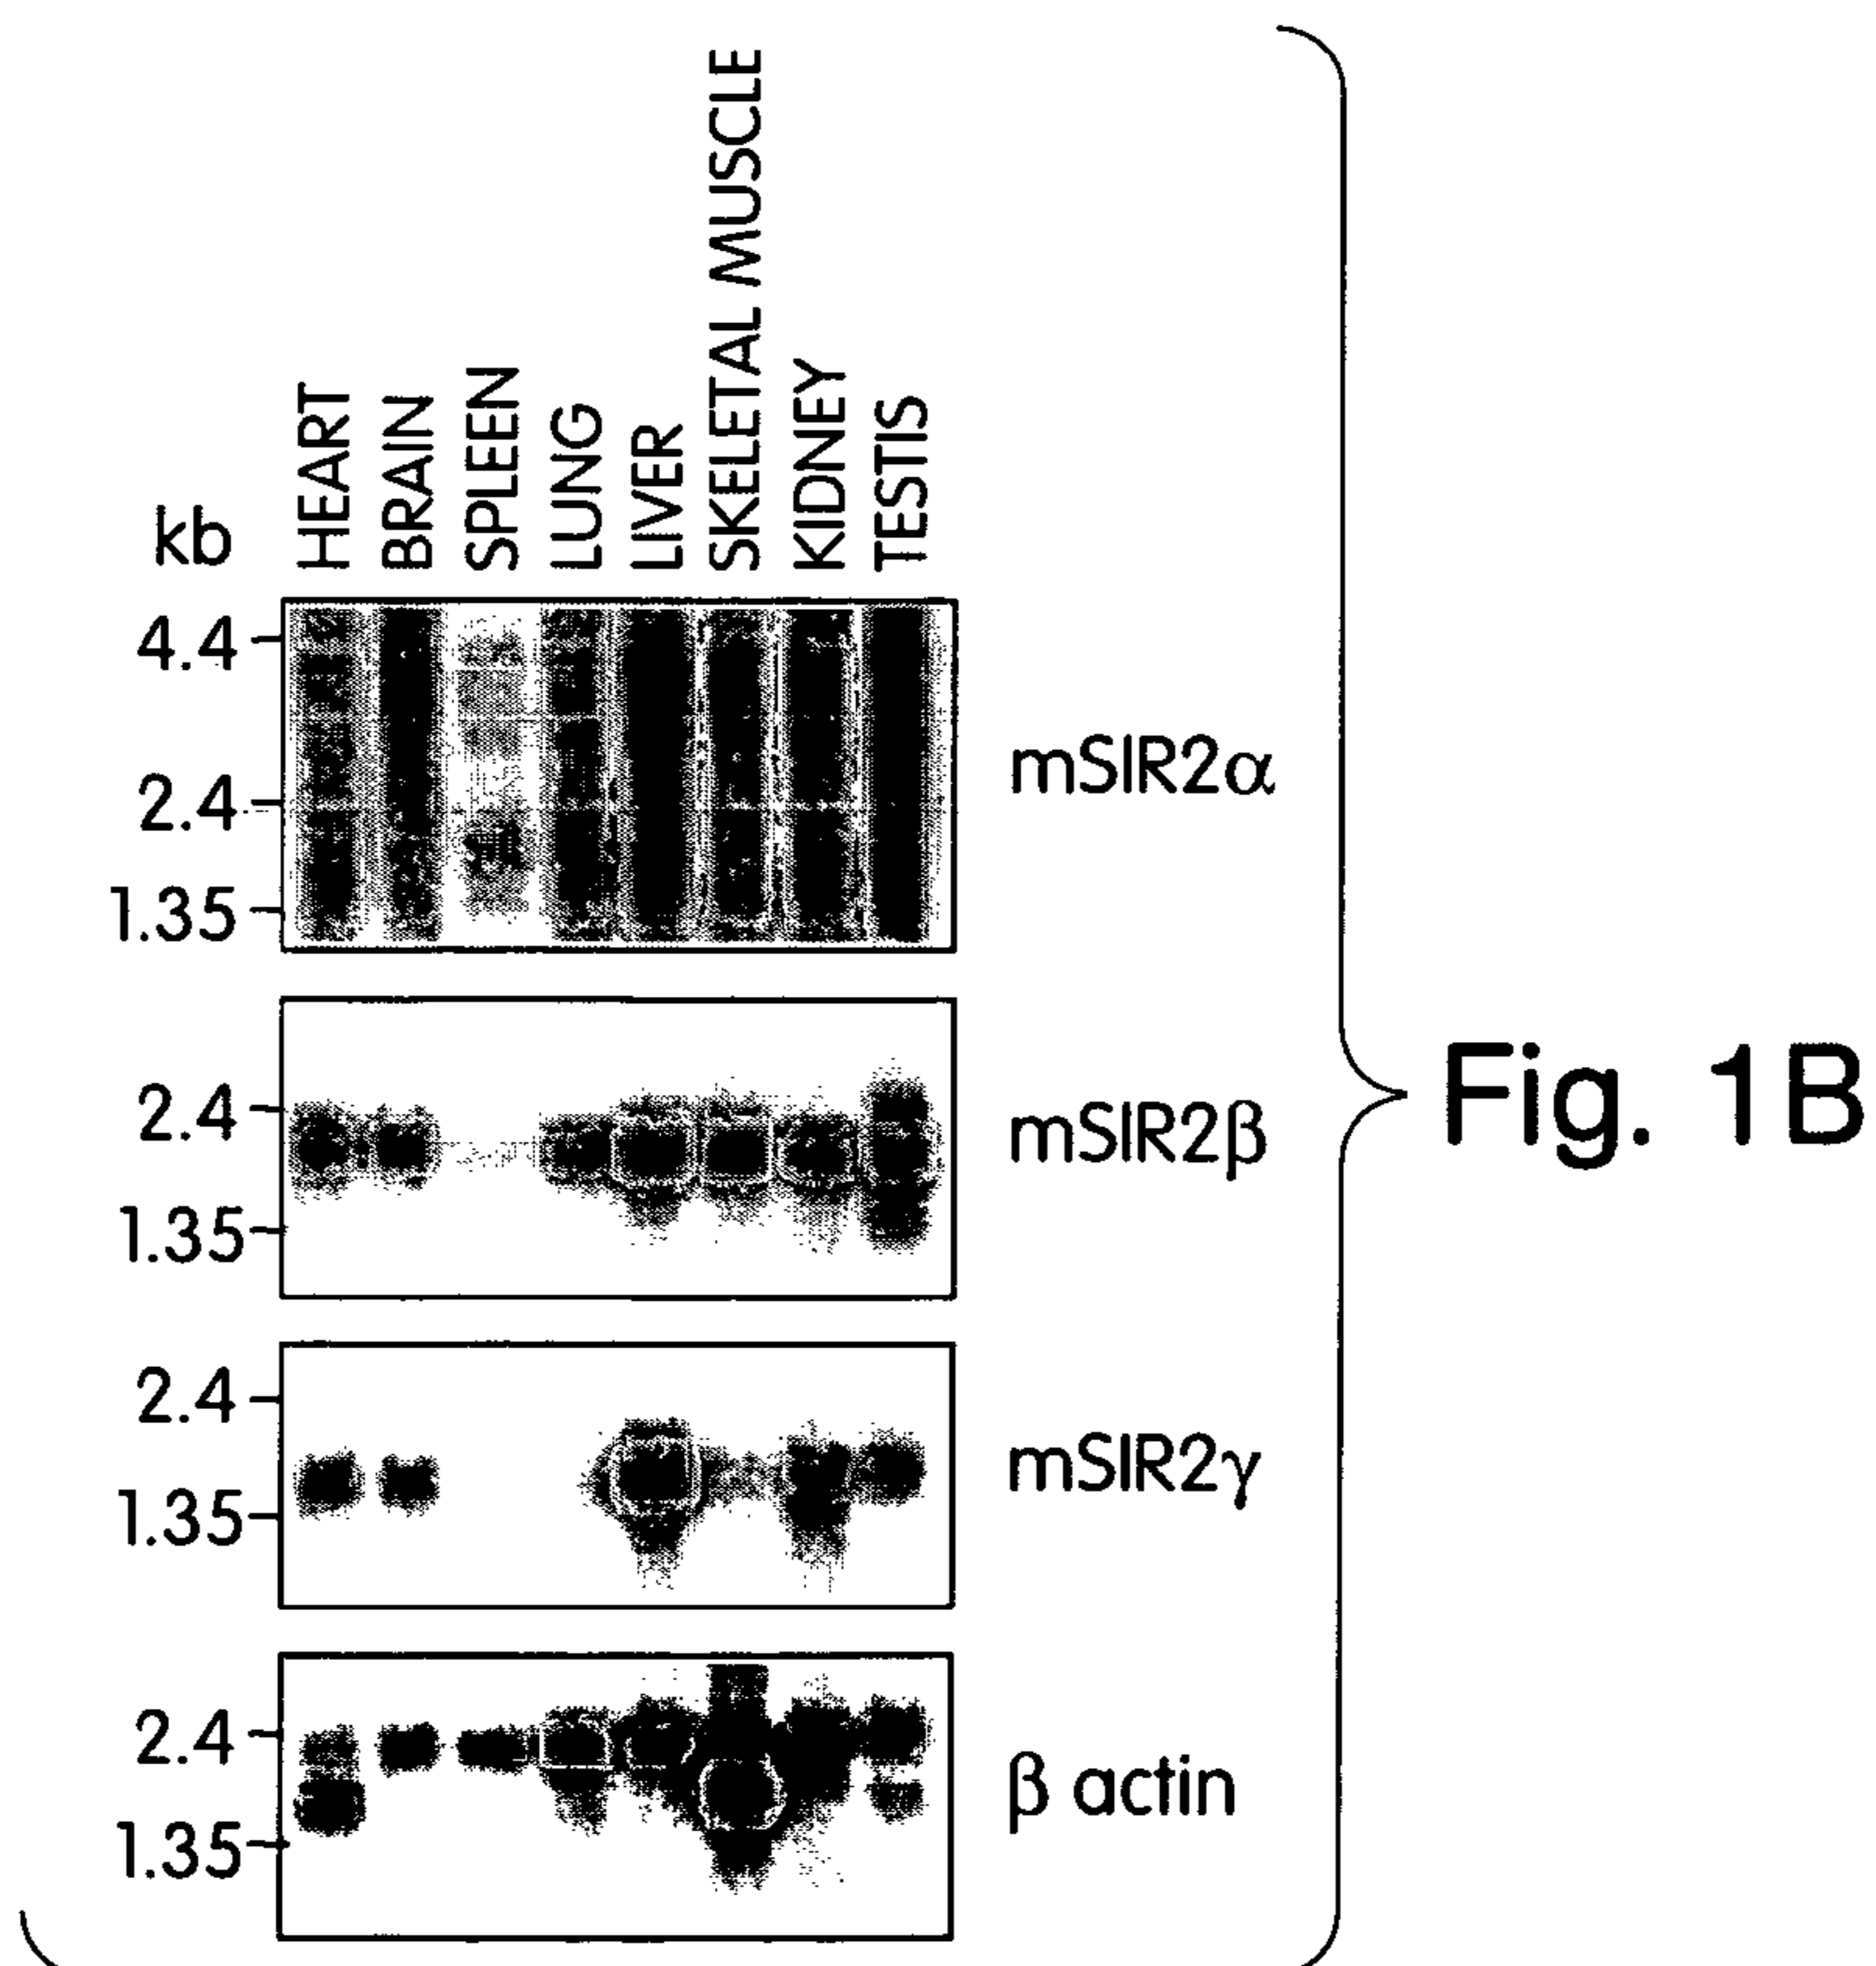 kb
HEART
BRAIN
SPLEEN
LUNG
LIVER
SKELETAL MUSCLE
KIDNEY
TESTIS
4.4
2.4
1.35
mSIR2α
2.4
1.35
mSIR2β
2.4
1.35
mSIR2γ
2.4
1.35
β actin
Fig. 1B